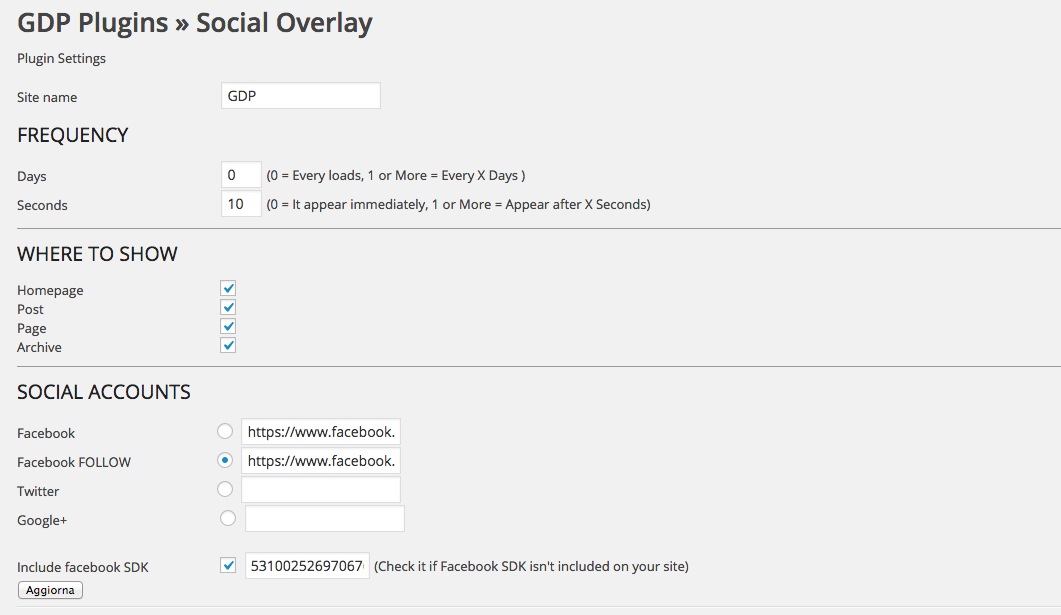 GDP Plugins » Social Overlay
Plugin Settings
Site name GDP
FREQUENCY
Days 0 (0 = Every loads, 1 or More = Every X Days )
Seconds 10 (0 = It appear immediately, 1 or More = Appear after X Seconds)
WHERE TO SHOW
Homepage
Post
Page
Archive
SOCIAL ACCOUNTS
Facebook https://www.facebook.
Facebook FOLLOW https://www.facebook.
Twitter
Google+
Include facebook SDK 53100252697067 (Check it if Facebook SDK isn't included on your site)
Aggiorna